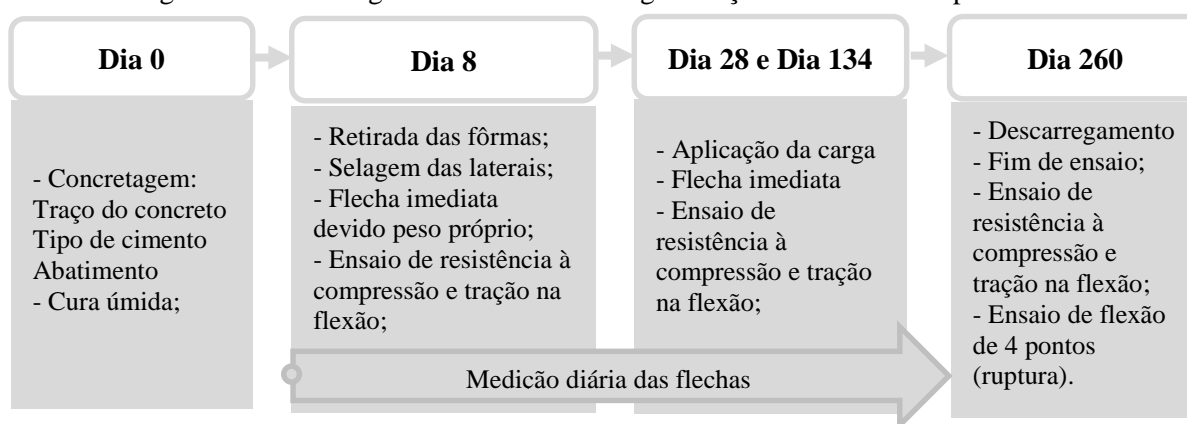 Dia 0
- Concretagem:
Traço do concreto
Tipo de cimento
Abatimento
- Cura úmida;
Dia 8
- Retirada das fôrmas;
- Selagem das laterais;
- Flecha imediata
devido peso próprio;
- Ensaio de resistência à
compressão e tração na
flexão;
Dia 28 e Dia 134
- Aplicação da carga
- Flecha imediata
- Ensaio de
resistência à
compressão e tração
na flexão;
Dia 260
- Descarregamento
- Fim de ensaio;
- Ensaio de
resistência à
compressão e
tração na flexão;
- Ensaio de flexão
de 4 pontos
(ruptura).
Medicão diária das flechas